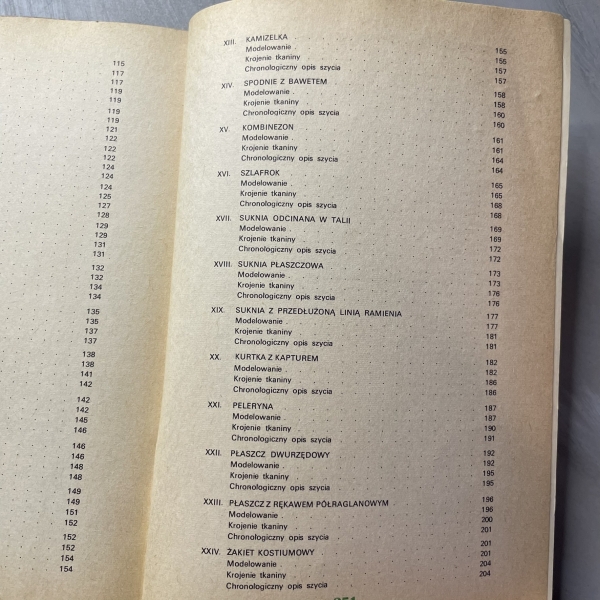 115
117
117
119
119
119
119
121
122
122
122
124
124
124
125
127
128
129
129
131
131
132
132
134
134
135
135
137
137
138
138
141
142
142
142
145
146
146
146
148
148
149
149
151
152
152
152
154
154
XIII. KAMIZELKA 155
Modelowanie 155
Krojenie tkaniny 157
Chronologiczny opis szycia 157
XIV. SPODNIE Z BAWETEM 158
Modelowanie 158
Krojenie tkaniny 160
Chronologiczny opis szycia 160
XV. KOMBINEZON 161
Modelowanie 161
Krojenie tkaniny 164
Chronologiczny opis szycia 164
XVI. SZLAFROK 165
Modelowanie 165
Krojenie tkaniny 168
Chronologiczny opis szycia 168
XVII. SUKNIA ODCINANA W TALII 169
Modelowanie 169
Krojenie tkaniny 172
Chronologiczny opis szycia 172
XVIII. SUKNIA PŁASZCZOWA 173
Modelowanie 173
Krojenie tkaniny 176
Chronologiczny opis szycia 176
XIX. SUKNIA Z PRZEDŁUŻONĄ LINIĄ RAMIENIA 177
Modelowanie 177
Krojenie tkaniny 181
Chronologiczny opis szycia 181
XX. KURTKA Z KAPTUREM 182
Modelowanie 182
Krojenie tkaniny 186
Chronologiczny opis szycia 186
XXI. PELERYNA 187
Modelowanie 187
Krojenie tkaniny 190
Chronologiczny opis szycia 191
XXII. PŁASZCZ DWURZĘDOWY 192
Modelowanie 192
Krojenie tkaniny 195
Chronologiczny opis szycia 195
XXIII. PŁASZCZ Z RĘKAWEM PÓŁRAGLANOWYM 196
Modelowanie 196
Krojenie tkaniny 200
Chronologiczny opis szycia 201
XXIV. ŻAKIET KOSTIUMOWY 201
Modelowanie 201
Krojenie tkaniny 204
Chronologiczny opis szycia 204